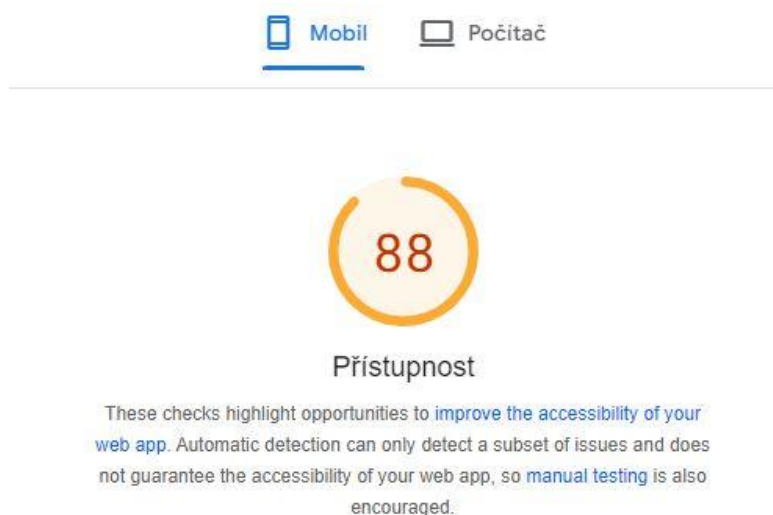 Mobil Počítač
88
Přístupnost
These checks highlight opportunities to improve the accessibility of your
web app. Automatic detection can only detect a subset of issues and does
not guarantee the accessibility of your web app, so manual testing is also
encouraged.